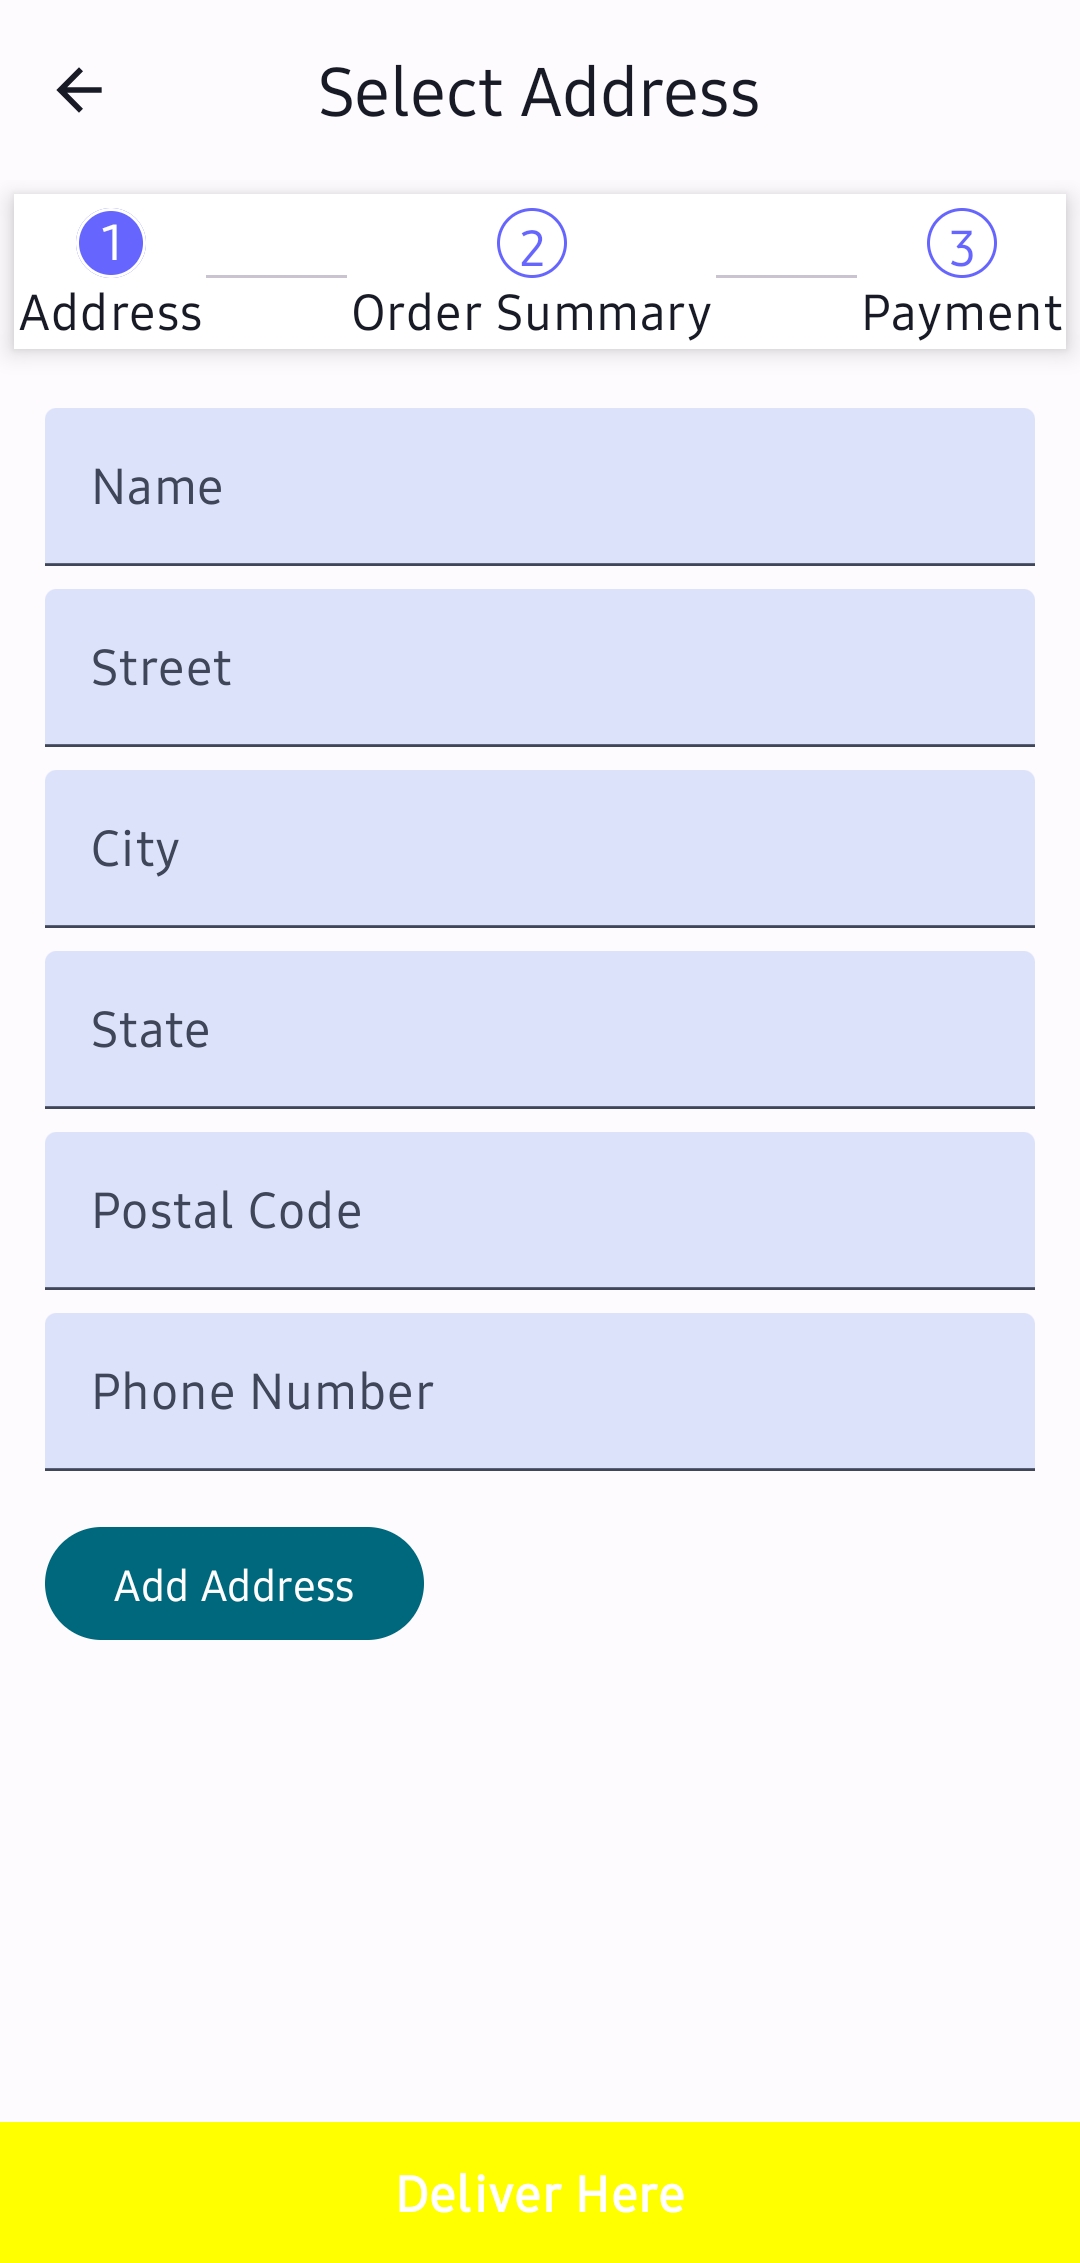 Select Address
1 2 3
Address Order Summary Payment
Name
Street
City
State
Postal Code
Phone Number
Add Address
Deliver Here